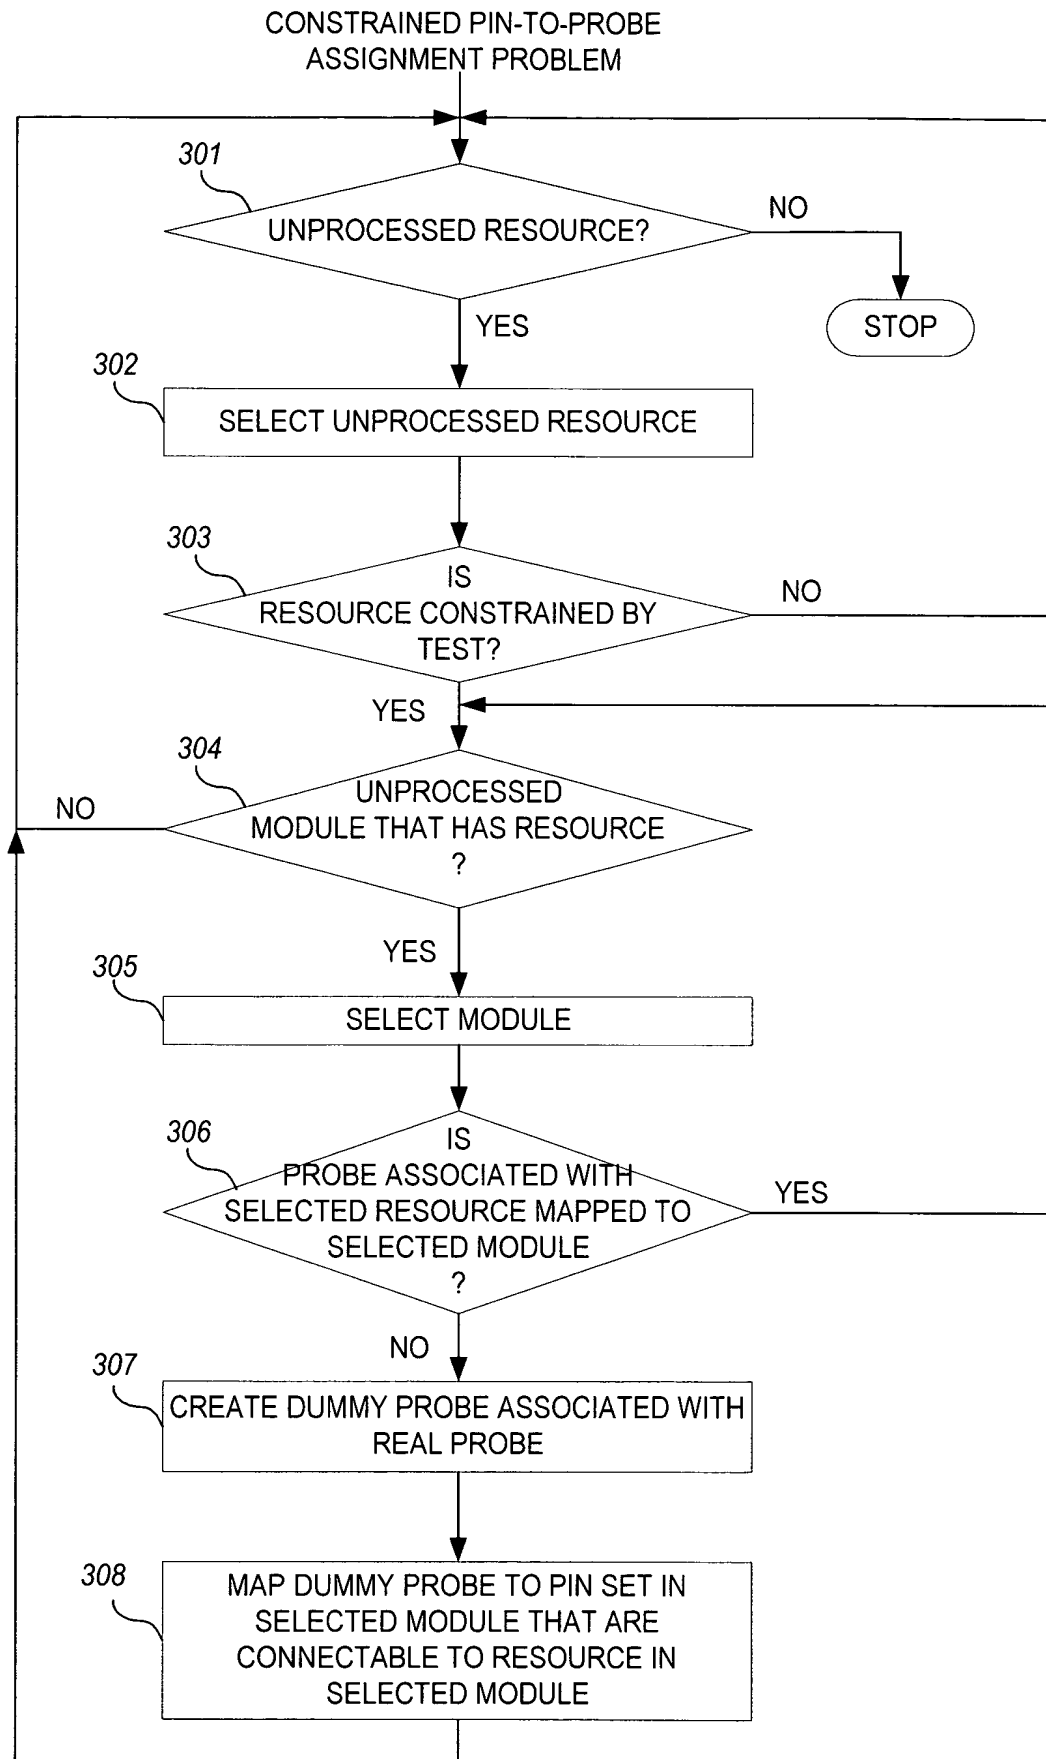 CONSTRAINED PIN-TO-PROBE
ASSIGNMENT PROBLEM
301
UNPROCESSED RESOURCE?
NO
STOP
YES
302
SELECT UNPROCESSED RESOURCE
303
IS
RESOURCE CONSTRAINED BY
TEST?
NO
YES
304
UNPROCESSED
MODULE THAT HAS RESOURCE
?
NO
YES
305
SELECT MODULE
306
IS
PROBE ASSOCIATED WITH
SELECTED RESOURCE MAPPED TO
SELECTED MODULE
?
YES
NO
307
CREATE DUMMY PROBE ASSOCIATED WITH
REAL PROBE
308
MAP DUMMY PROBE TO PIN SET IN
SELECTED MODULE THAT ARE
CONNECTABLE TO RESOURCE IN
SELECTED MODULE